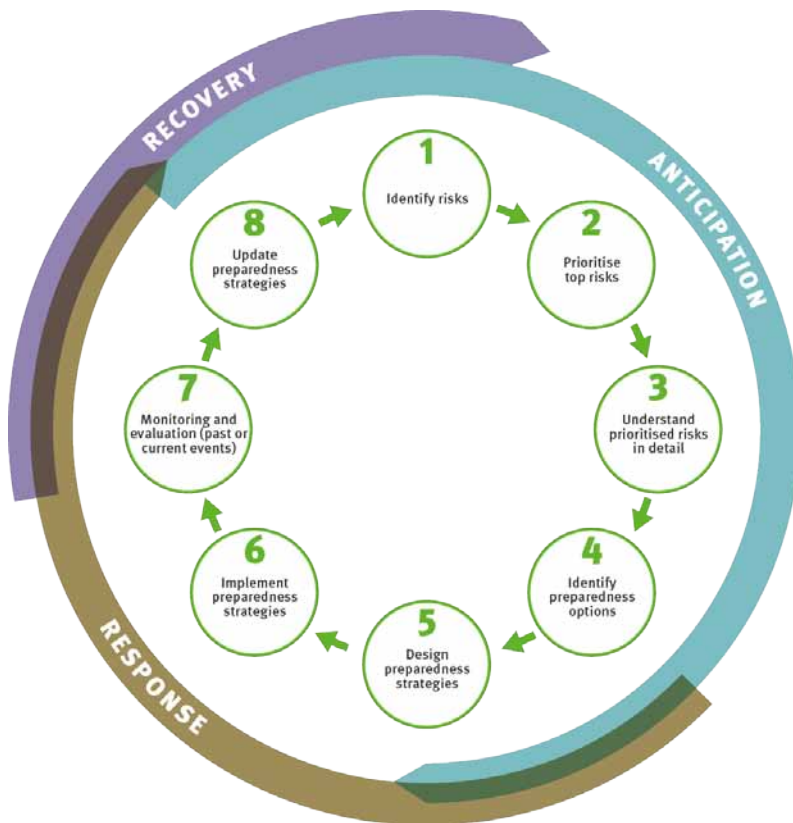 RECOVERY
ANTICIPATION
RESPONSE
1
Identify risks
2
Prioritise
top risks
3
Understand
prioritised risks
in detail
4
Identify
preparedness
options
5
Design
preparedness
strategies
6
Implement
preparedness
strategies
7
Monitoring and
evaluation (past or
current events)
8
Update
preparedness
strategies